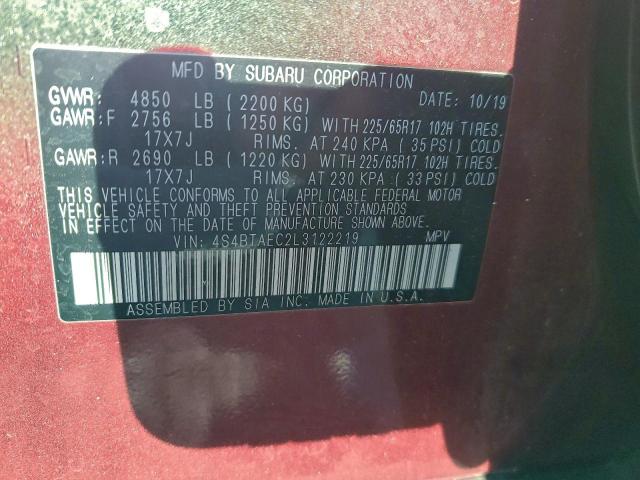 MFD BY SUBARU CORPORATION
GVWR: 4850 LB (2200 KG) DATE: 10/19
GAWR:F 2756 LB (1250 KG) WITH 225/65R17 102H TIRES.
17X7J RIMS. AT 240 KPA (35 PSI) COLD
GAWR:R 2690 LB (1220 KG) WITH 225/65R17 102H TIRES.
17X7J RIMS. AT 230 KPA (33 PSI) COLD
THIS VEHICLE CONFORMS TO ALL APPLICABLE FEDERAL MOTOR
VEHICLE SAFETY AND THEFT PREVENTION STANDARDS
IN EFFECT ON THE DATE OF MANUFACTURE SHOWN ABOVE.
VIN: 4S4BTAEC2L3122219 MPV
ASSEMBLED BY SIA INC. MADE IN U.S.A.